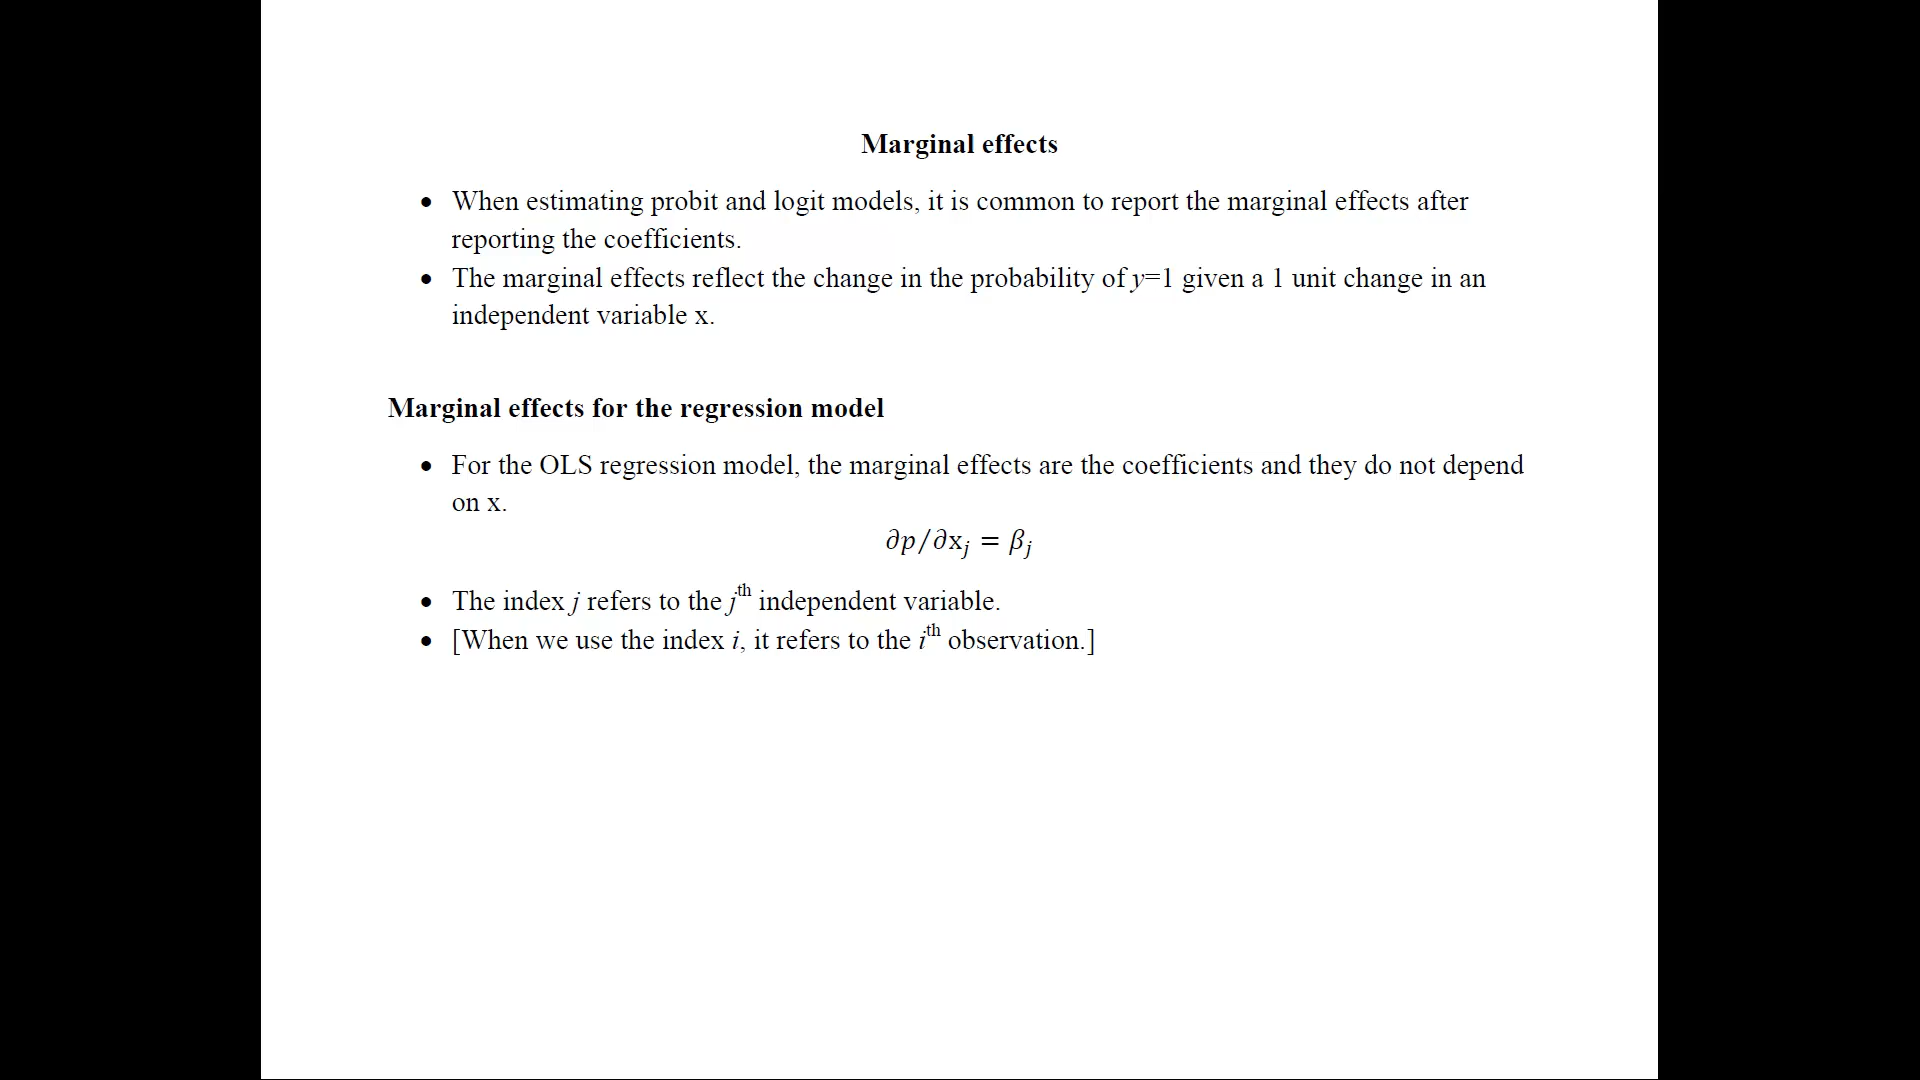 Marginal effects
• When estimating probit and logit models, it is common to report the marginal effects after
reporting the coefficients.
• The marginal effects reflect the change in the probability of y=1 given a 1 unit change in an
independent variable x.
Marginal effects for the regression model
• For the OLS regression model, the marginal effects are the coefficients and they do not depend
on x.
∂p/∂xⱼ = βⱼ
• The index j refers to the jth independent variable.
• [When we use the index i, it refers to the ith observation.]